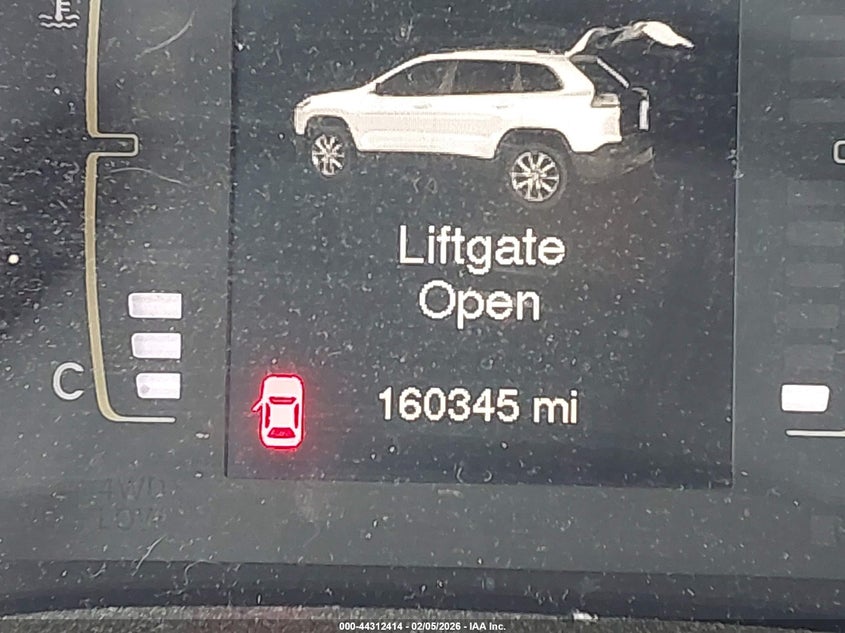 Liftgate
Open
C
160345 mi
4WD
LOW
000-44312414 - 02/05/2026 - IAA Inc.